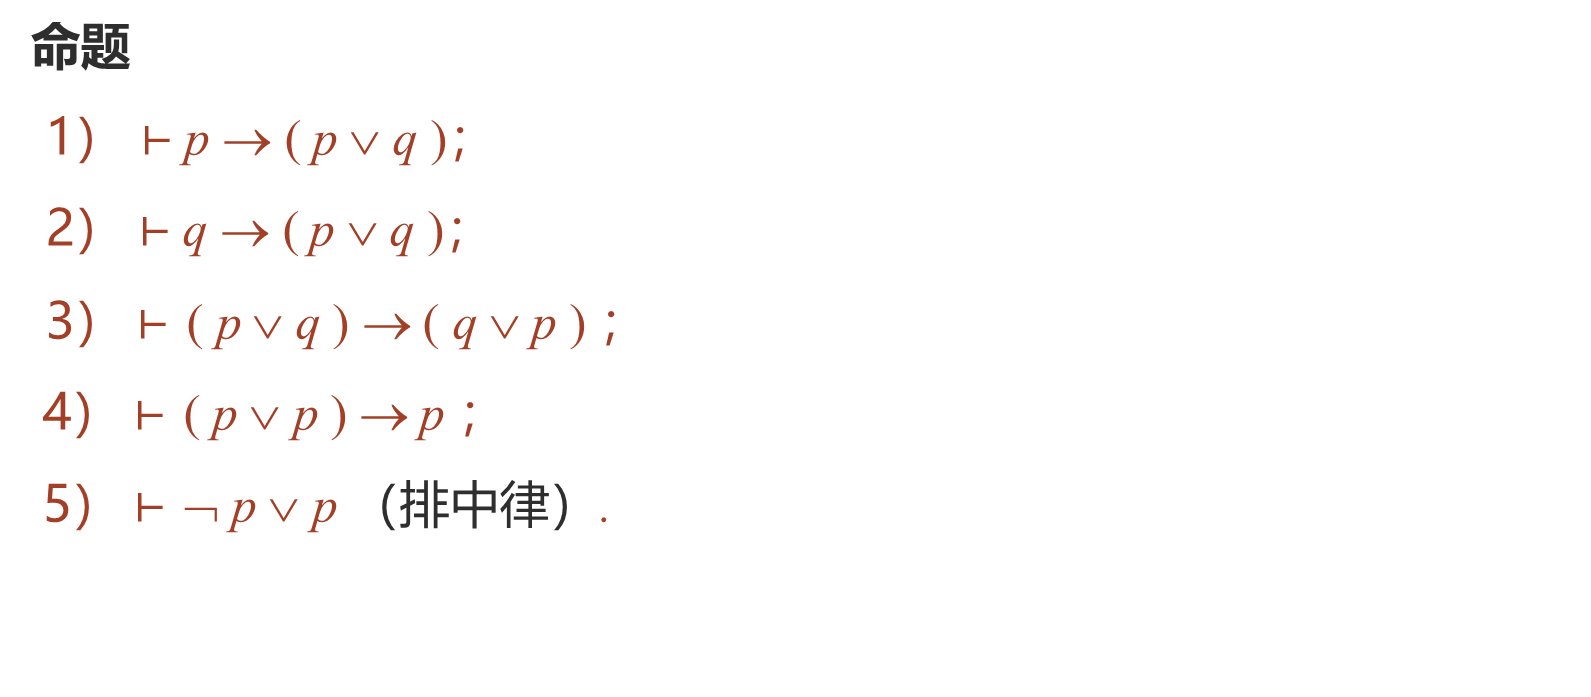 命题
1) ⊢ p → ( p ∨ q ) ;
2) ⊢ q → ( p ∨ q ) ;
3) ⊢ ( p ∨ q ) → ( q ∨ p ) ;
4) ⊢ ( p ∨ p ) → p ;
5) ⊢ ¬ p ∨ p （排中律）.